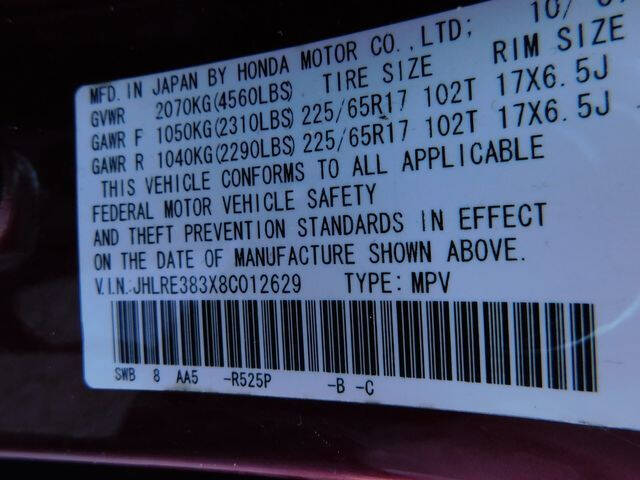 MFD. IN JAPAN BY HONDA MOTOR CO.,LTD; 10/
GVWR 2070KG(4560LBS) TIRE SIZE RIM SIZE
GAWR F 1050KG(2310LBS) 225/65R17 102T 17X6.5J
GAWR R 1040KG(2290LBS) 225/65R17 102T 17X6.5J
THIS VEHICLE CONFORMS TO ALL APPLICABLE
FEDERAL MOTOR VEHICLE SAFETY
AND THEFT PREVENTION STANDARDS IN EFFECT
ON THE DATE OF MANUFACTURE SHOWN ABOVE.
V.I.N.:JHLRE383X8C012629 TYPE: MPV
SWB 8 AA5 -R525P -B -C